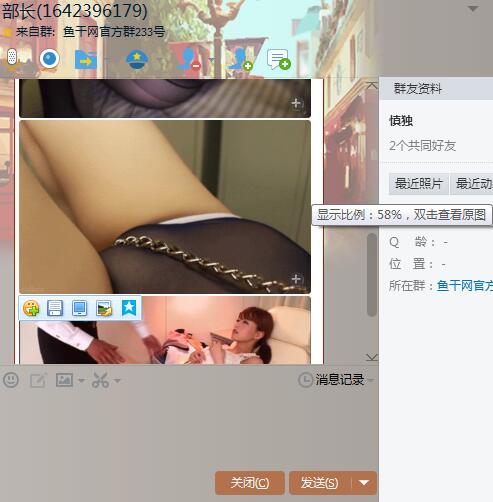 部长(1642396179)
来自群: 鱼干网官方群233号
群友资料
慎独
2个共同好友
最近照片 最近动
显示比例：58%，双击查看原图
Q 龄： -
位 置： -
所在群：鱼干网官方
消息记录
关闭(C) 发送(S)